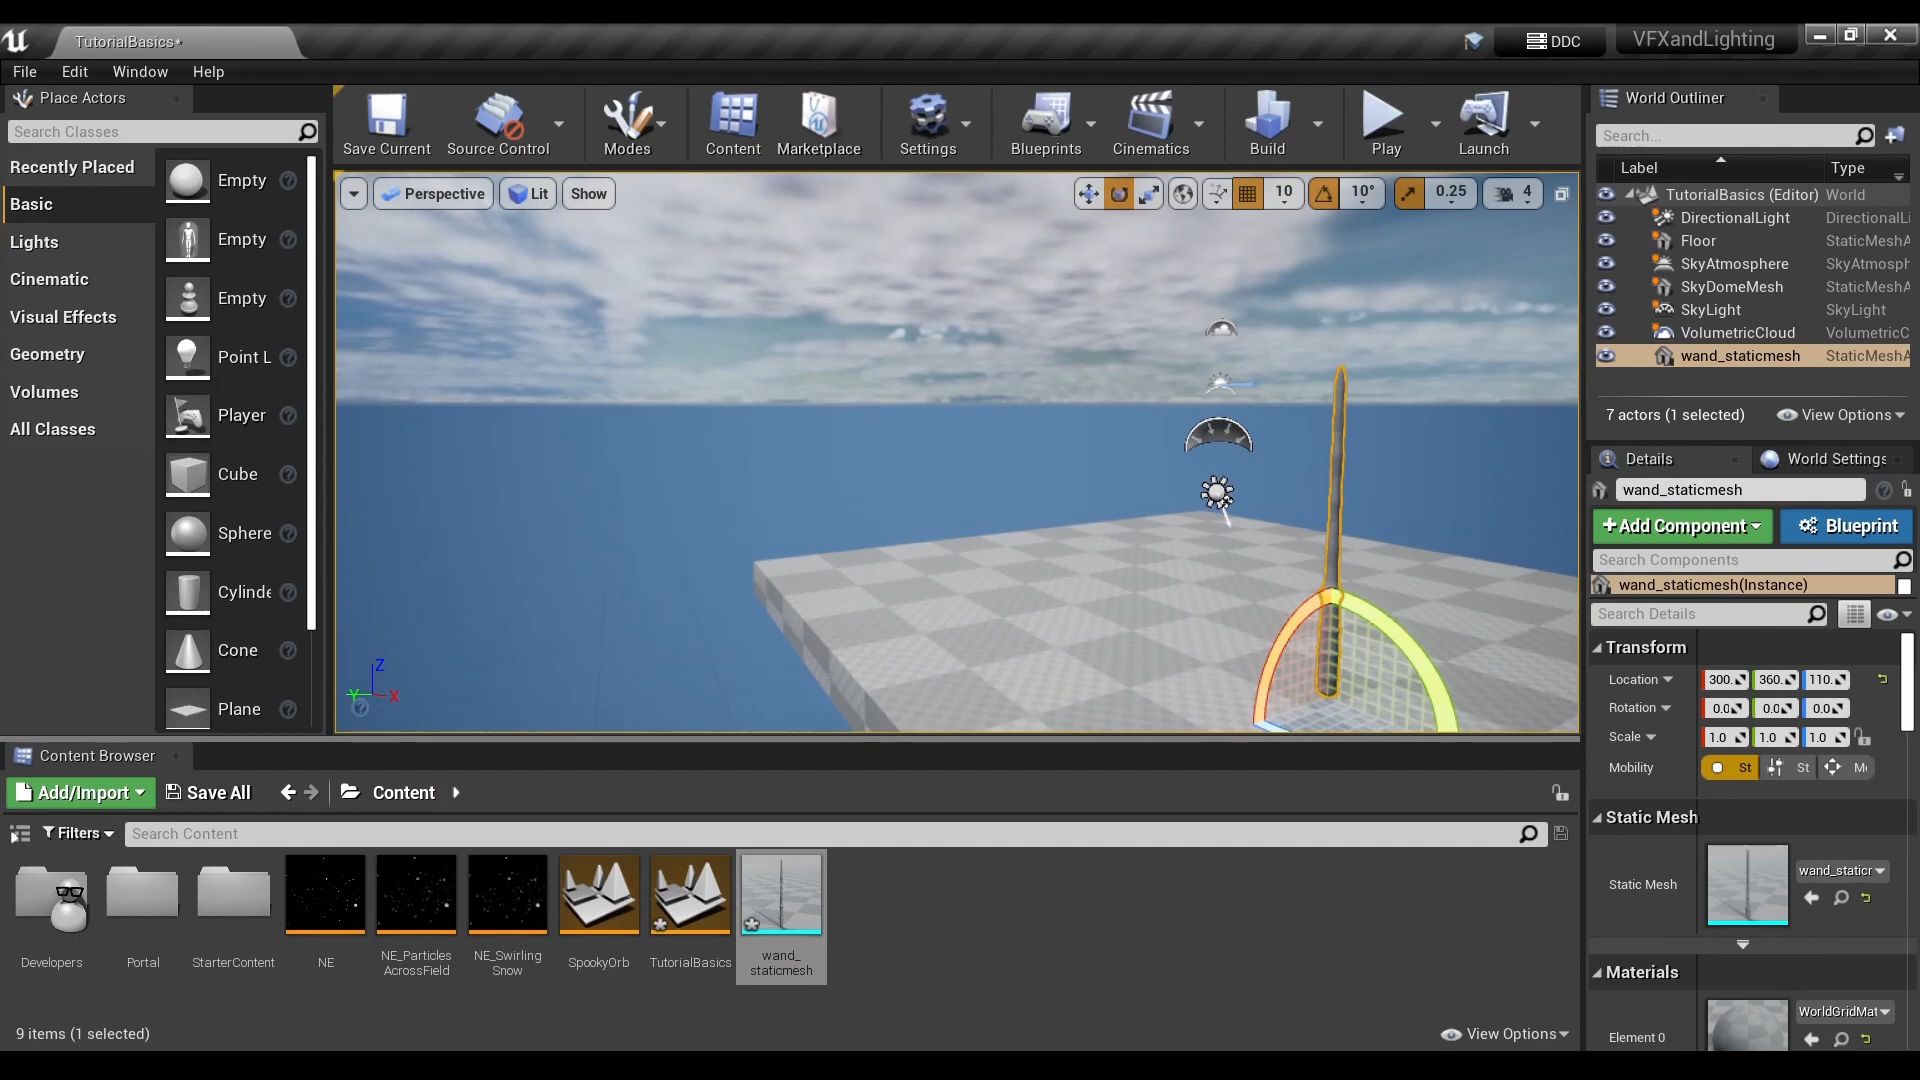 TutorialBasics*
DDC
VFXandLighting
File Edit Window Help
Place Actors
Search Classes
Recently Placed
Basic
Lights
Cinematic
Visual Effects
Geometry
Volumes
All Classes
Empty
Empty
Empty
Point L
Player
Cube
Sphere
Cylinde
Cone
Plane
Save Current
Source Control
Modes
Content
Marketplace
Settings
Blueprints
Cinematics
Build
Play
Launch
Perspective
Lit
Show
10
10°
0.25
4
Z
Y
X
World Outliner
Search...
Label Type
TutorialBasics (Editor) World
DirectionalLight DirectionalLi
Floor StaticMeshA
SkyAtmosphere SkyAtmosph
SkyDomeMesh StaticMeshA
SkyLight SkyLight
VolumetricCloud VolumetricC
wand_staticmesh StaticMeshA
7 actors (1 selected)
View Options
Details
World Settings
wand_staticmesh
+Add Component
Blueprint
Search Components
wand_staticmesh(Instance)
Search Details
Transform
Location 300. 360. 110.
Rotation 0.0 0.0 0.0
Scale 1.0 1.0 1.0
Mobility St St Mo
Static Mesh
Static Mesh
wand_staticr
Materials
Element 0
WorldGridMat
Content Browser
Add/Import
Save All
Content
Filters
Search Content
Developers
Portal
StarterContent
NE
NE_Particles
AcrossField
NE_Swirling
Snow
SpookyOrb
TutorialBasics
wand_
staticmesh
9 items (1 selected)
View Options